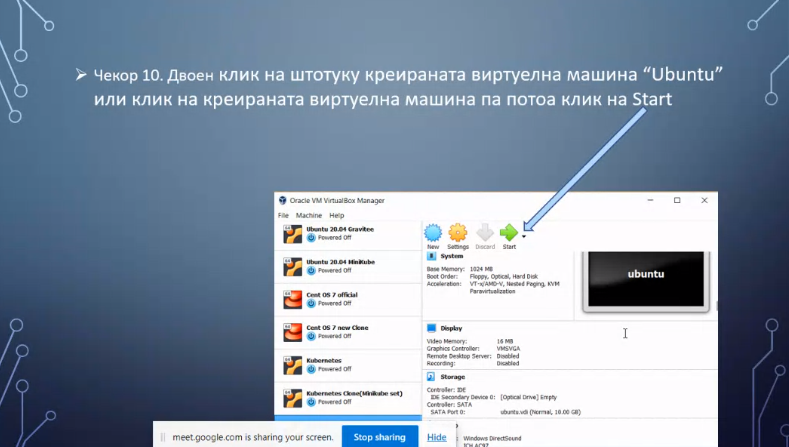 Чекор 10. Двоен клик на штотуку креираната виртуелна машина “Ubuntu”
или клик на креираната виртуелна машина па потоа клик на Start
Oracle VM VirtualBox Manager
File Machine Help
Ubuntu 20.04 Gravitee
Powered Off
Ubuntu 20.04 MiniKube
Powered Off
Cent OS 7 official
Powered Off
Cent OS 7 new Clone
Powered Off
Kubernetes
Powered Off
Kubernetes Clone(Minikube set)
Powered Off
New Settings Discard Start
System
Base Memory: 1024 MB
Boot Order: Floppy, Optical, Hard Disk
Acceleration: VT-x/AMD-V, Nested Paging, KVM
Paravirtualization
ubuntu
Display
Video Memory: 16 MB
Graphics Controller: VMSVGA
Remote Desktop Server: Disabled
Recording: Disabled
Storage
Controller: IDE
IDE Secondary Device 0: [Optical Drive] Empty
Controller: SATA
SATA Port 0: ubuntu.vdi (Normal, 10.00 GB)
Windows DirectSound
ICH AC97
meet.google.com is sharing your screen.
Stop sharing
Hide